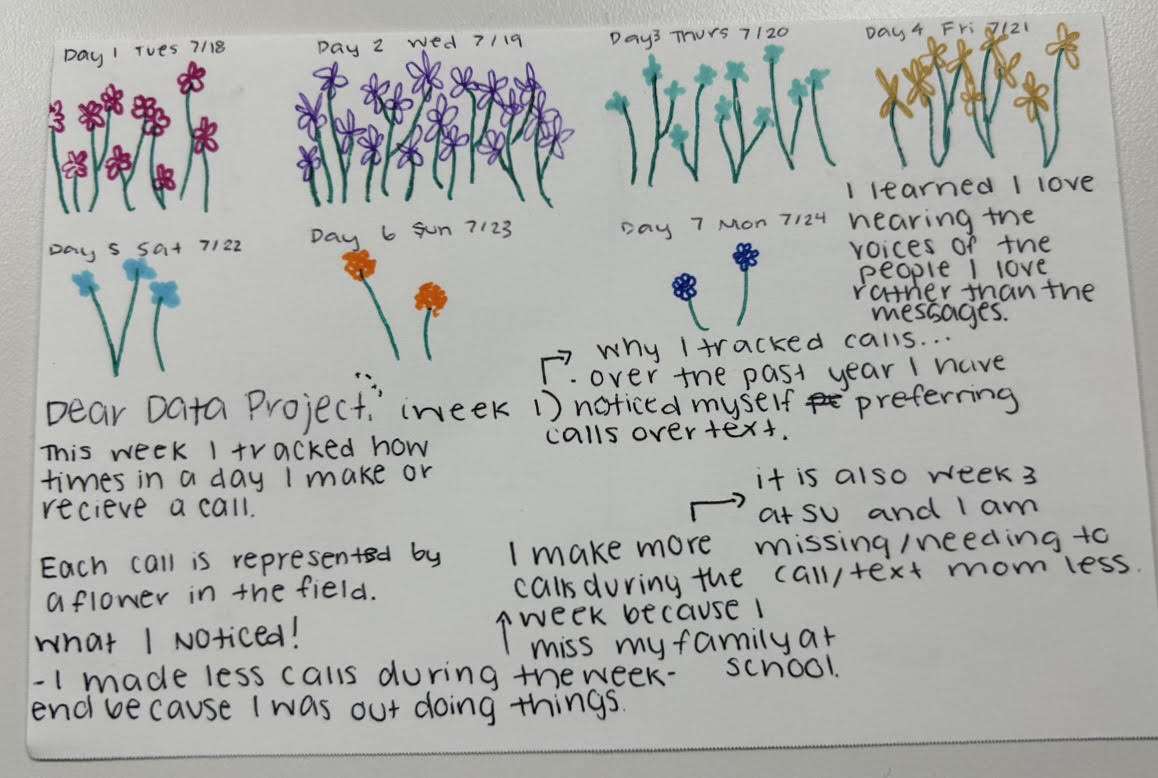 Day 1 Tues 7/18
Day 2 Wed 7/19
Day3 Thurs 7/20
Day 4 Fri 7/21
I learned I love
hearing the
voices of the
people I love
rather than the
messages.
Day 5 Sat 7/22
Day 6 Sun 7/23
Day 7 Mon 7/24
why I tracked calls...
over the past year I have
noticed myself preferring
calls over text.
Dear Data Project: (week 1)
This week I tracked how
times in a day I make or
recieve a call.
Each call is represented by
a flower in the field.
What I Noticed!
- I made less calls during the week-
end because I was out doing things.
I make more
calls during the
week because I
miss my family at
school.
it is also week 3
at SU and I am
missing/needing to
call/text mom less.